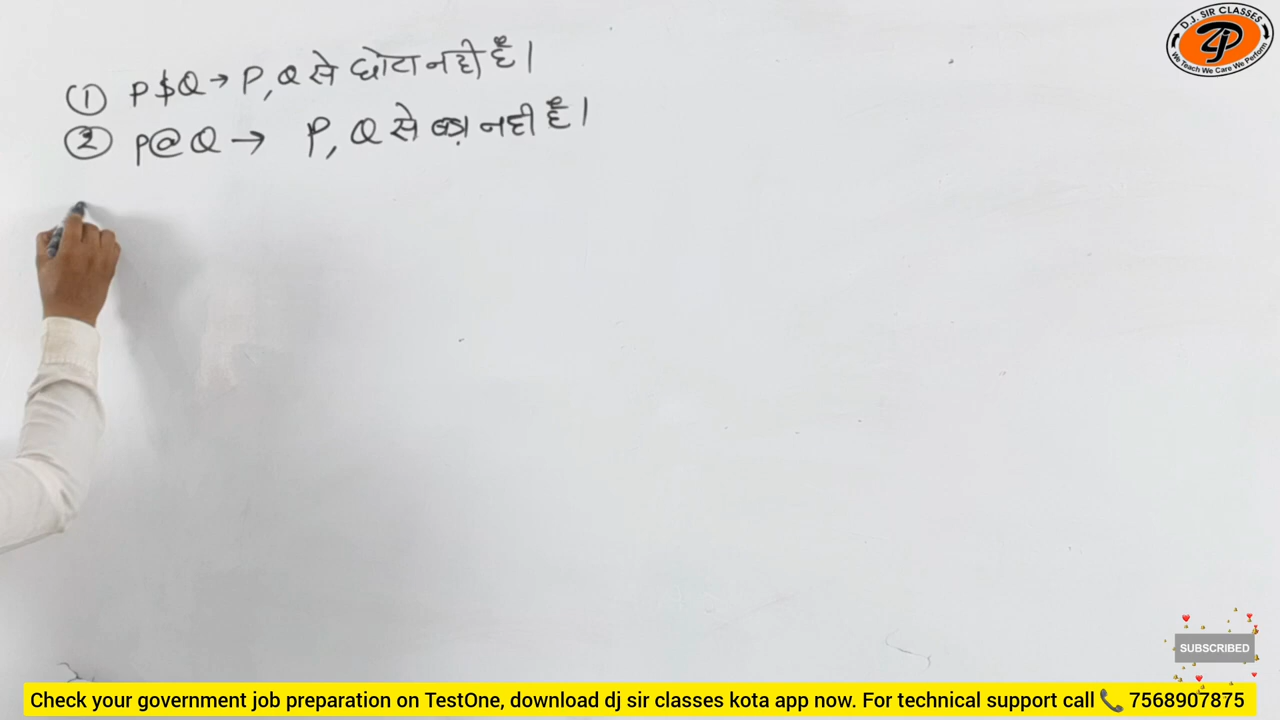 ① P$Q → P, Q से छोटा नहीं है।
② P@Q → P, Q से बड़ा नही है।
D.J. SIR CLASSES
We Teach We Care We Perform
SUBSCRIBED
Check your government job preparation on TestOne, download dj sir classes kota app now. For technical support call 📞 7568907875